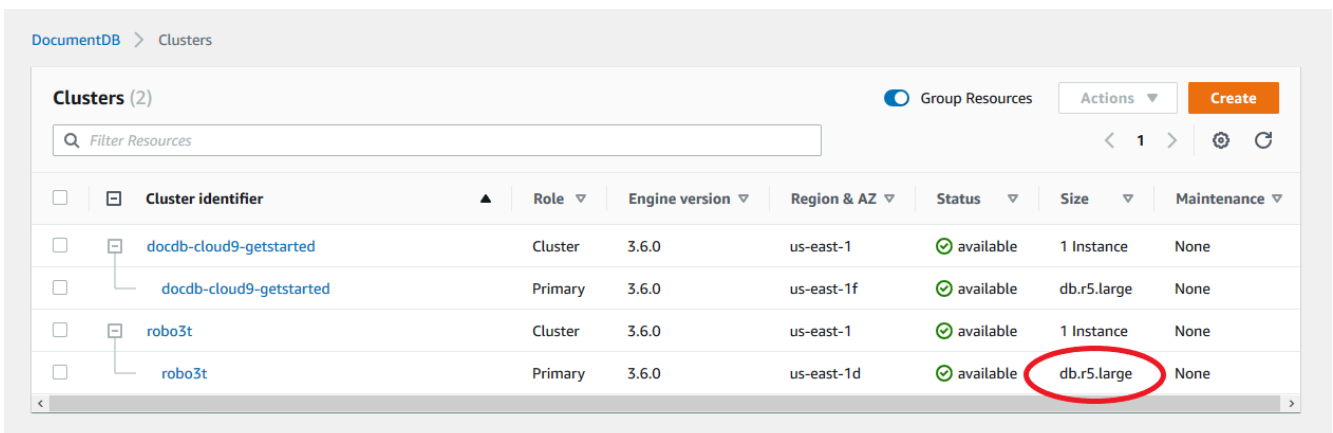 DocumentDB > Clusters
Clusters (2) Group Resources Actions Create
Filter Resources 1
Cluster identifier Role Engine version Region & AZ Status Size Maintenance
docdb-cloud9-getstarted Cluster 3.6.0 us-east-1 available 1 Instance None
docdb-cloud9-getstarted Primary 3.6.0 us-east-1f available db.r5.large None
robo3t Cluster 3.6.0 us-east-1 available 1 Instance None
robo3t Primary 3.6.0 us-east-1d available db.r5.large None